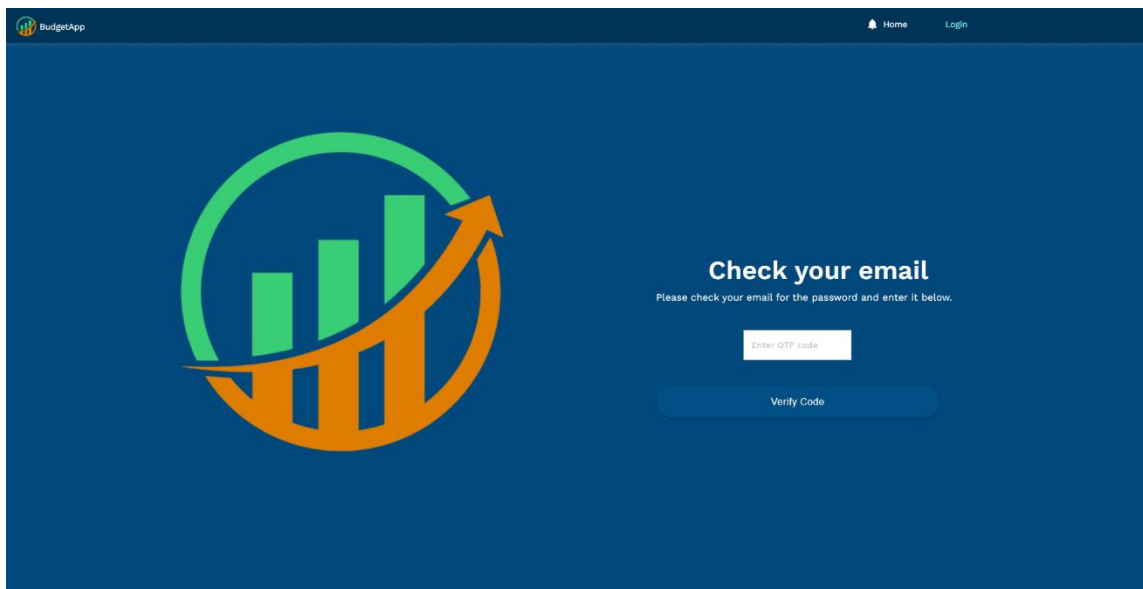 BudgetApp
Home
Login
Check your email
Please check your email for the password and enter it below.
Enter OTP code
Verify Code